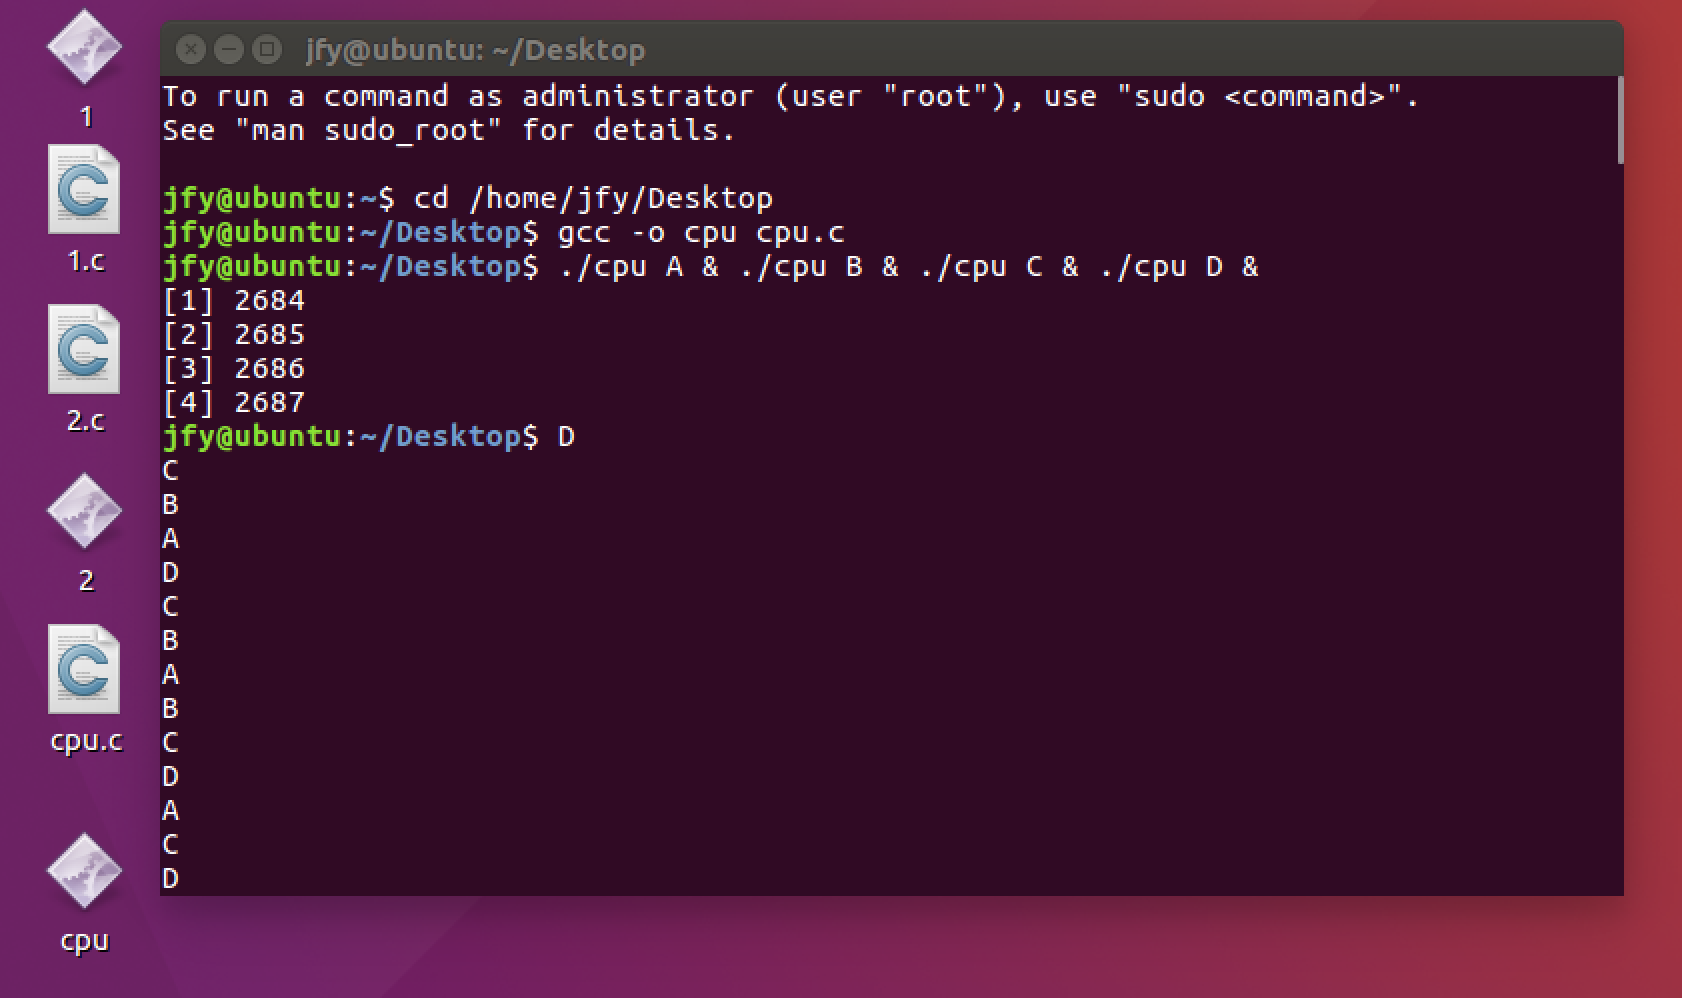 1
1.c
2.c
2
cpu.c
cpu
jfy@ubuntu: ~/Desktop
To run a command as administrator (user "root"), use "sudo <command>".
See "man sudo_root" for details.
jfy@ubuntu:~$ cd /home/jfy/Desktop
jfy@ubuntu:~/Desktop$ gcc -o cpu cpu.c
jfy@ubuntu:~/Desktop$ ./cpu A & ./cpu B & ./cpu C & ./cpu D &
[1] 2684
[2] 2685
[3] 2686
[4] 2687
jfy@ubuntu:~/Desktop$ D
C
B
A
D
C
B
A
B
C
D
A
C
D